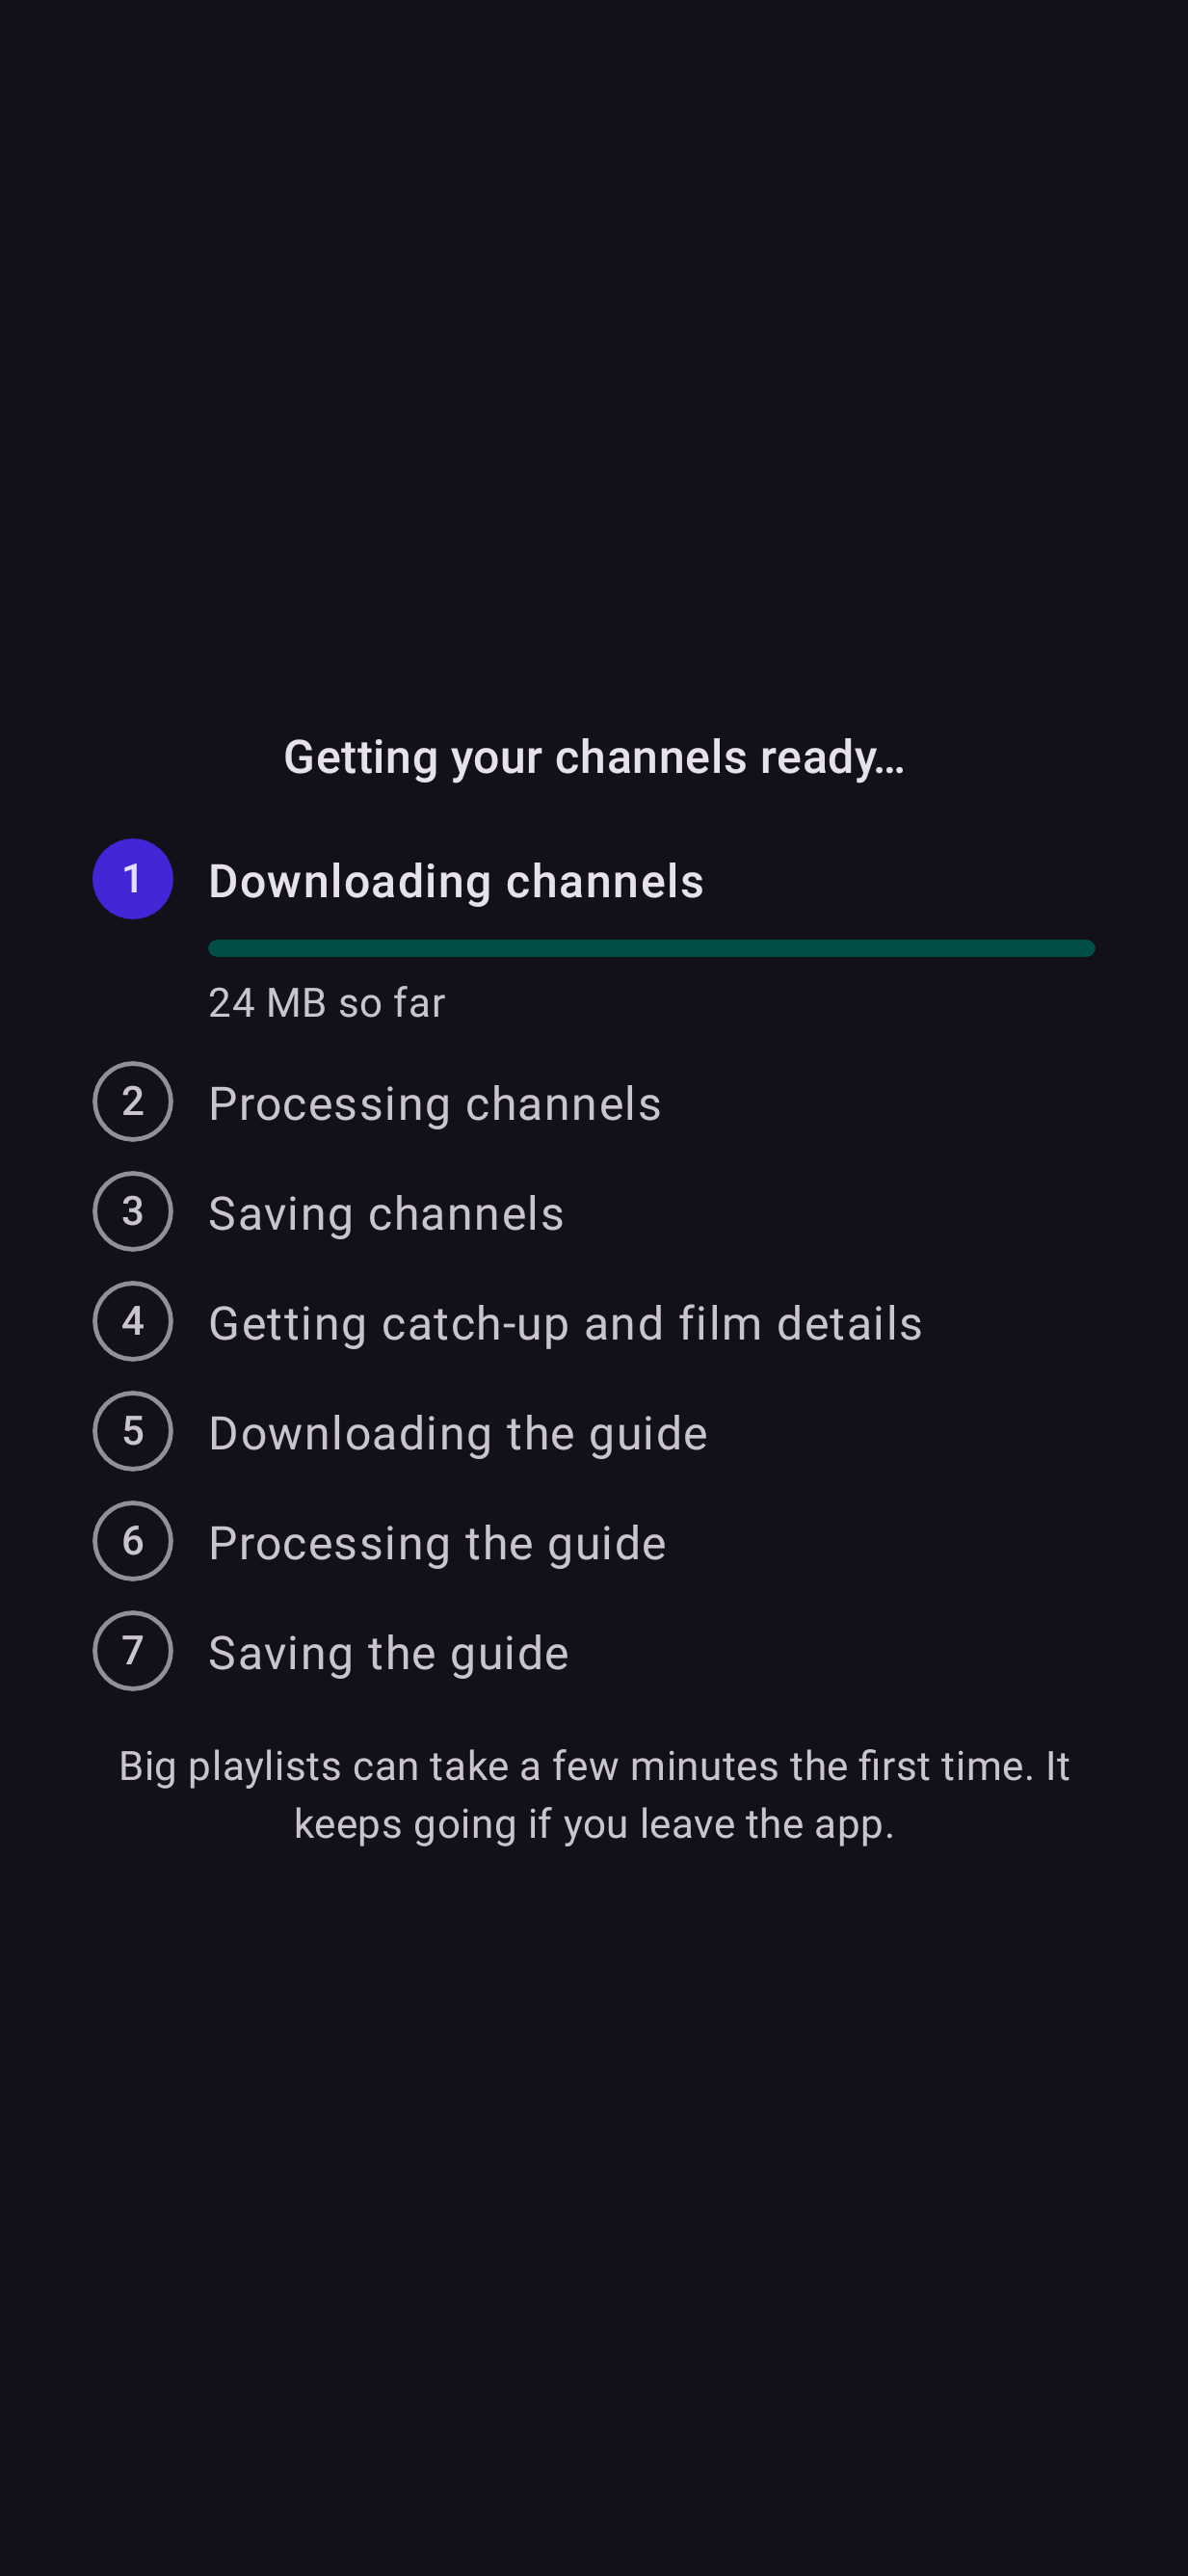 Getting your channels ready…
1 Downloading channels
24 MB so far
2 Processing channels
3 Saving channels
4 Getting catch-up and film details
5 Downloading the guide
6 Processing the guide
7 Saving the guide
Big playlists can take a few minutes the first time. It
keeps going if you leave the app.